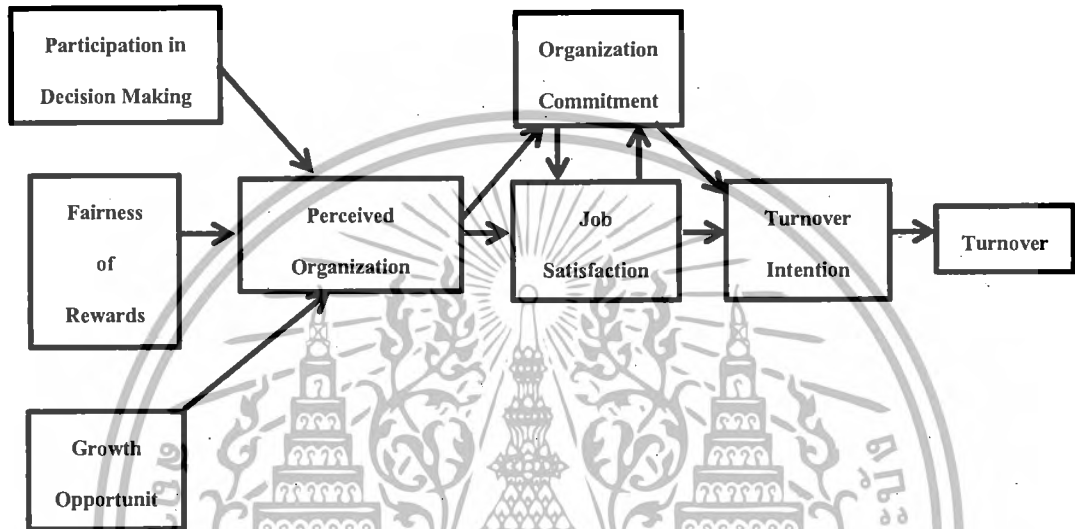 Participation in
Decision Making
Organization
Commitment
Fairness
of
Rewards
Perceived
Organization
Job
Satisfaction
Turnover
Intention
Turnover
Growth
Opportunit